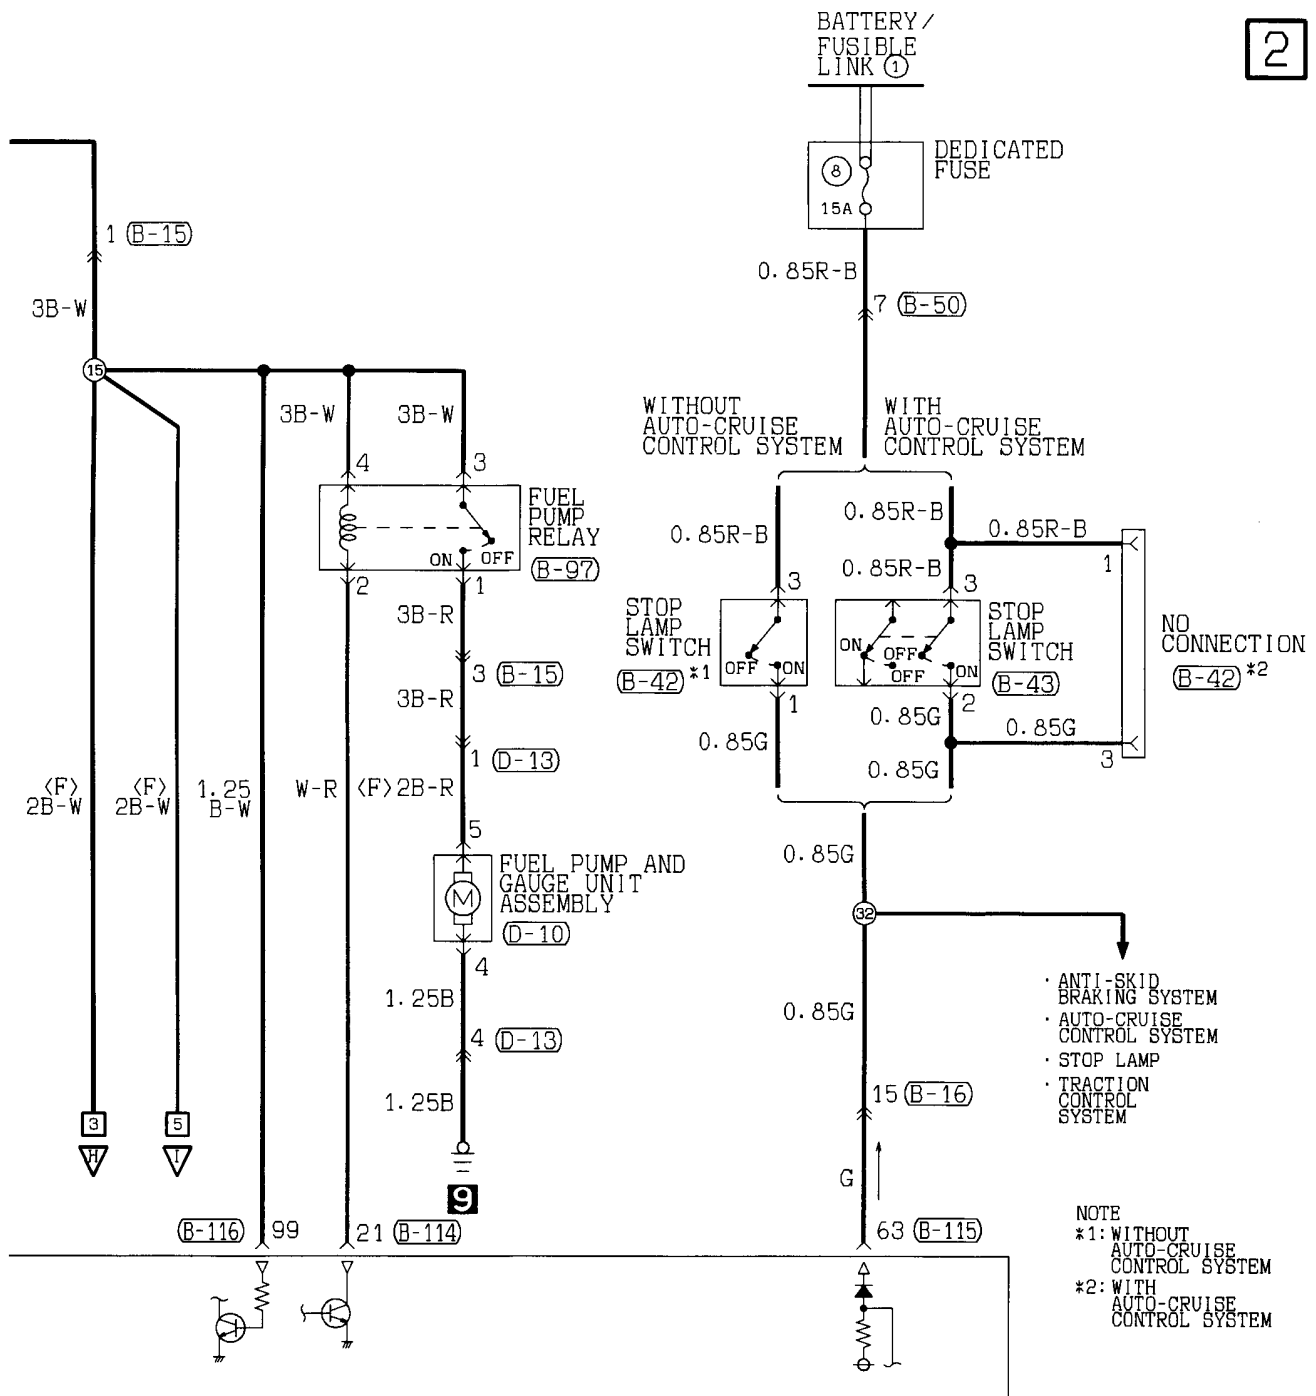 2
BATTERY/
FUSIBLE
LINK ①
DEDICATED
FUSE
8
15A
1 B-15
0.85R-B
7 B-50
3B-W
15
3B-W
3B-W
WITHOUT
AUTO-CRUISE
CONTROL SYSTEM
WITH
AUTO-CRUISE
CONTROL SYSTEM
4
3
FUEL
PUMP
RELAY
B-97
ON
OFF
2
1
0.85R-B
0.85R-B
0.85R-B
0.85R-B
1
3
3
STOP
LAMP
SWITCH
B-42 *1
OFF
ON
ON
OFF
OFF
ON
STOP
LAMP
SWITCH
B-43
NO
CONNECTION
B-42 *2
3B-R
3 B-15
3B-R
1
2
0.85G
0.85G
0.85G
0.85G
3
1 D-13
<F>
2B-W
<F>
2B-W
1.25
B-W
W-R
<F>2B-R
5
FUEL PUMP AND
GAUGE UNIT
ASSEMBLY
D-10
M
4
0.85G
32
1.25B
4 D-13
1.25B
0.85G
· ANTI-SKID
BRAKING SYSTEM
· AUTO-CRUISE
CONTROL SYSTEM
· STOP LAMP
· TRACTION
CONTROL
SYSTEM
15 B-16
3
5
H
I
9
G
B-116 99
21 B-114
63 B-115
NOTE
*1: WITHOUT
AUTO-CRUISE
CONTROL SYSTEM
*2: WITH
AUTO-CRUISE
CONTROL SYSTEM